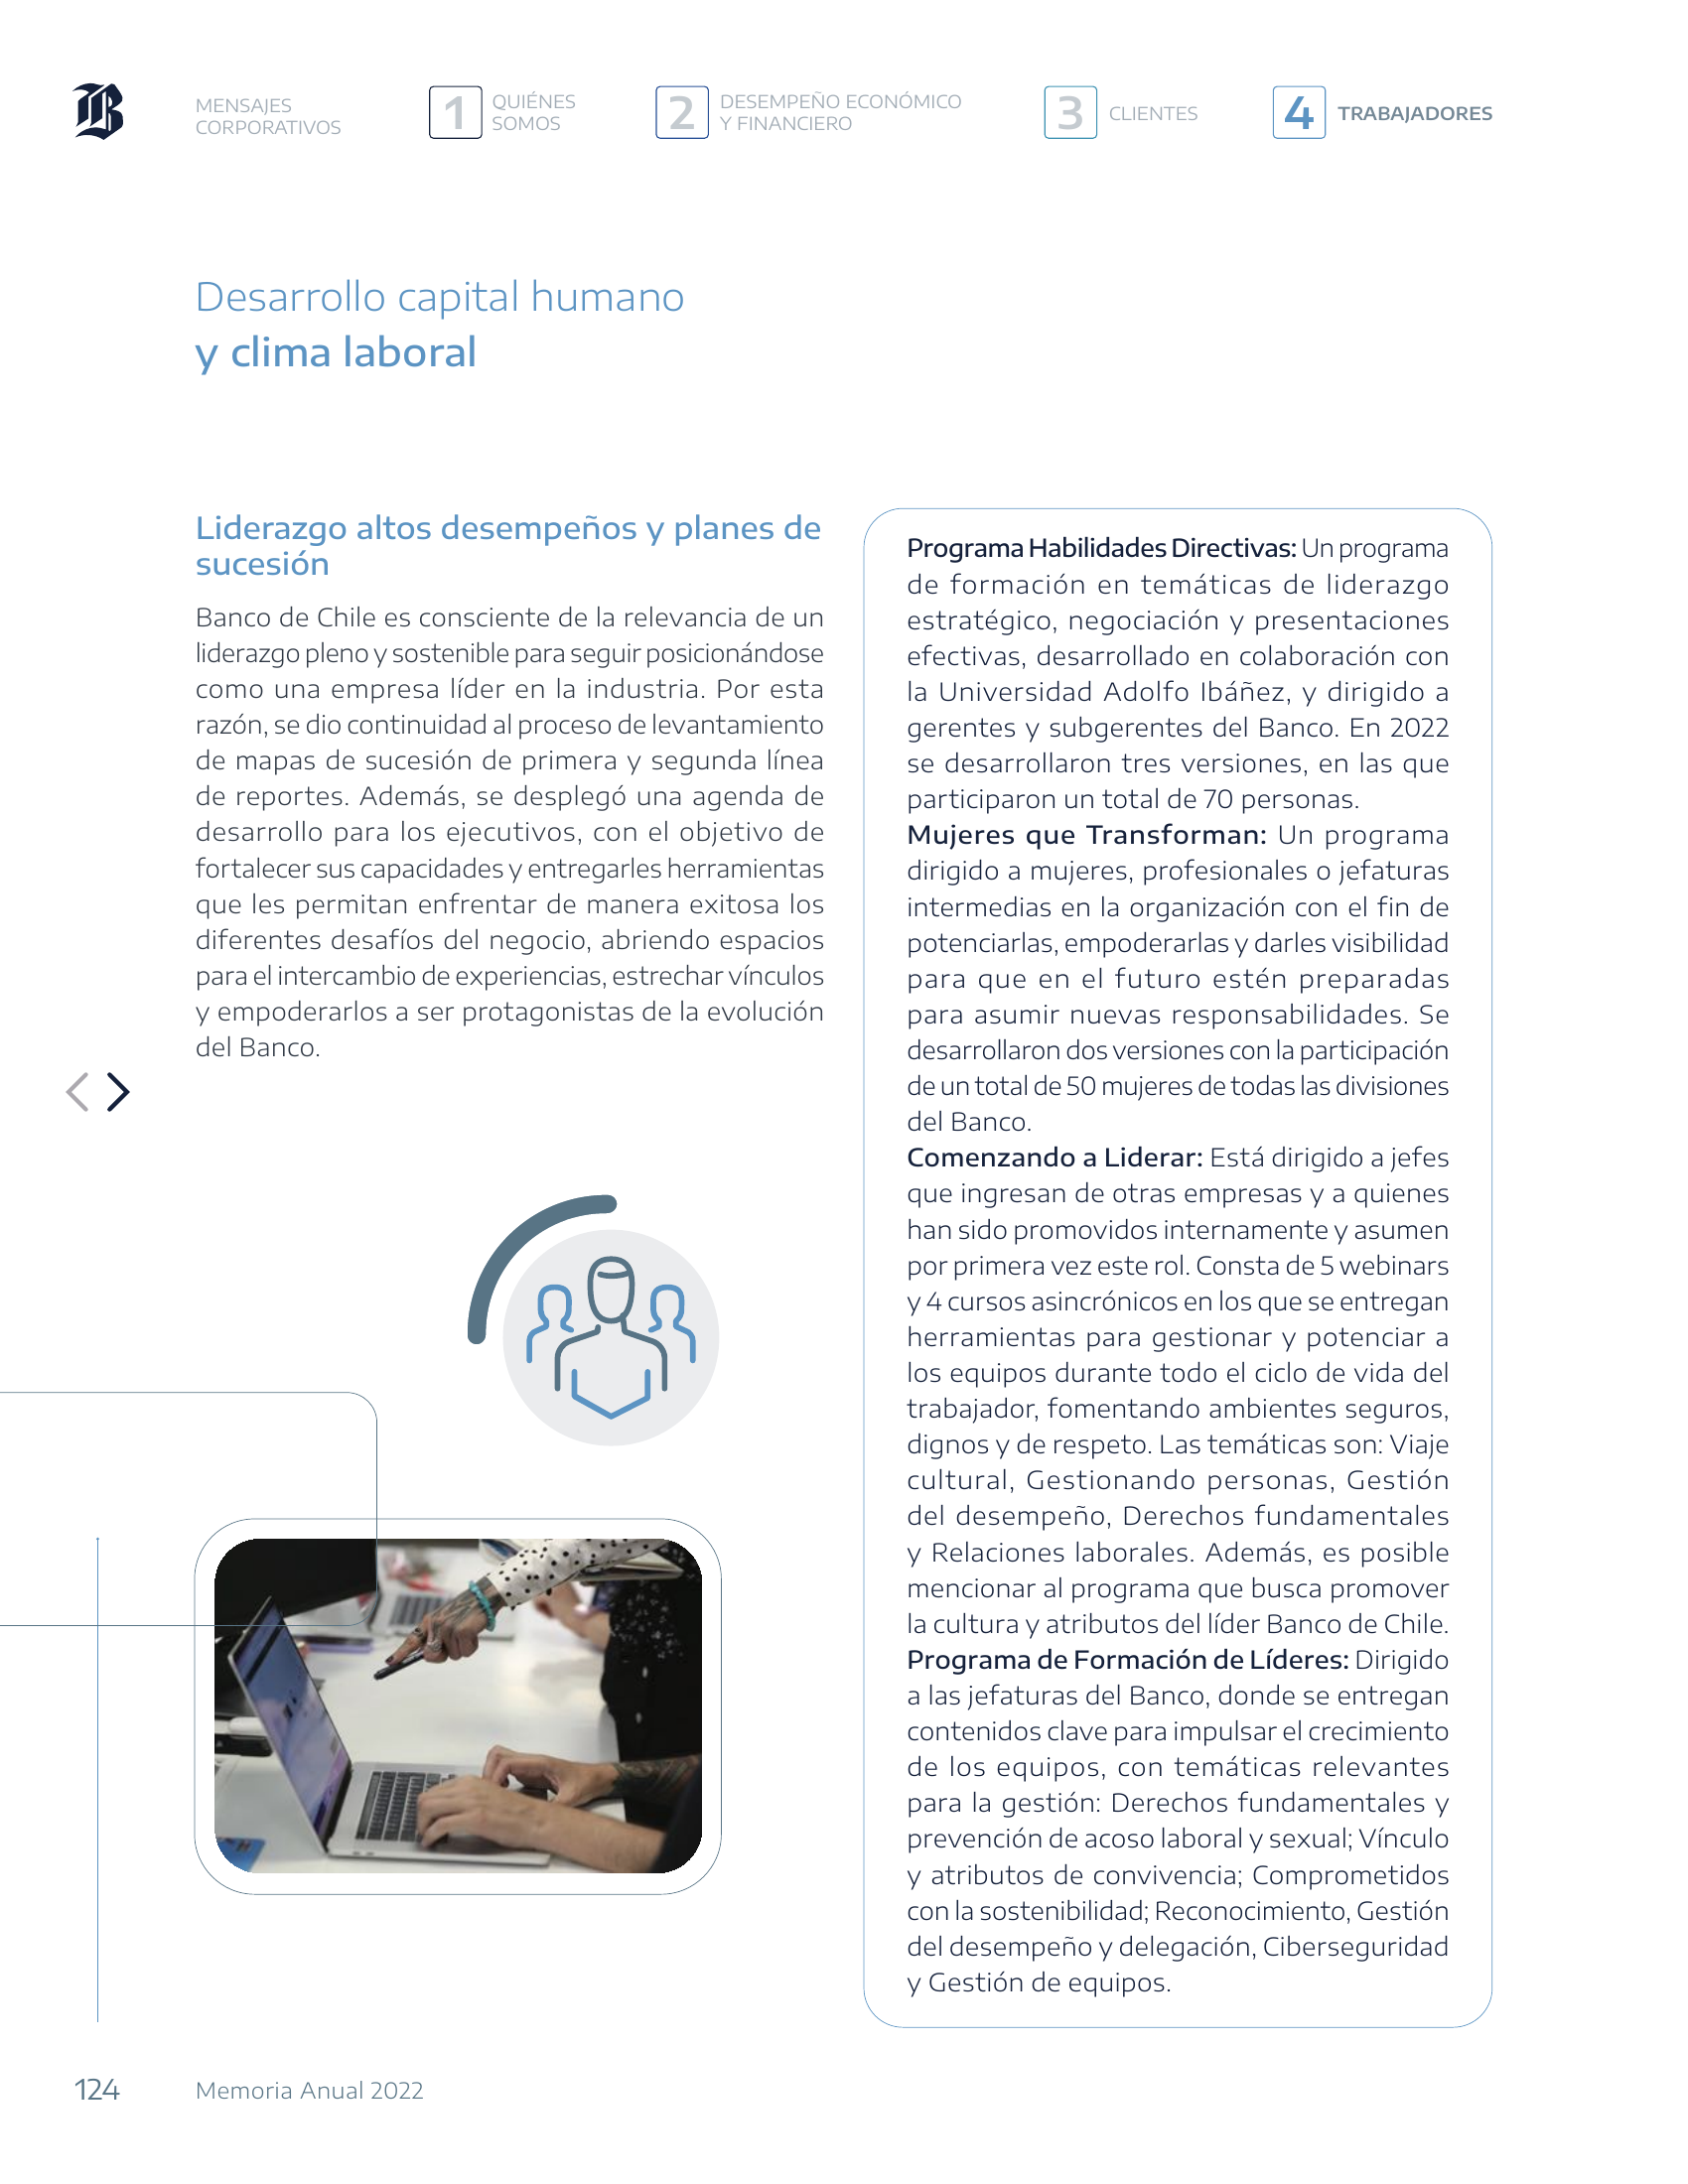 MENSAJES
CORPORATIVOS
1
QUIÉNES
SOMOS
2
DESEMPEÑO ECONÓMICO
Y FINANCIERO
3
CLIENTES
4
TRABAJADORES
Desarrollo capital humano
y clima laboral
Liderazgo altos desempeños y planes de
sucesión
Banco de Chile es consciente de la relevancia de un
liderazgo pleno y sostenible para seguir posicionándose
como una empresa líder en la industria. Por esta
razón, se dio continuidad al proceso de levantamiento
de mapas de sucesión de primera y segunda línea
de reportes. Además, se desplegó una agenda de
desarrollo para los ejecutivos, con el objetivo de
fortalecer sus capacidades y entregarles herramientas
que les permitan enfrentar de manera exitosa los
diferentes desafíos del negocio, abriendo espacios
para el intercambio de experiencias, estrechar vínculos
y empoderarlos a ser protagonistas de la evolución
del Banco.
Programa Habilidades Directivas: Un programa
de formación en temáticas de liderazgo
estratégico, negociación y presentaciones
efectivas, desarrollado en colaboración con
la Universidad Adolfo Ibáñez, y dirigido a
gerentes y subgerentes del Banco. En 2022
se desarrollaron tres versiones, en las que
participaron un total de 70 personas.
Mujeres que Transforman: Un programa
dirigido a mujeres, profesionales o jefaturas
intermedias en la organización con el fin de
potenciarlas, empoderarlas y darles visibilidad
para que en el futuro estén preparadas
para asumir nuevas responsabilidades. Se
desarrollaron dos versiones con la participación
de un total de 50 mujeres de todas las divisiones
del Banco.
Comenzando a Liderar: Está dirigido a jefes
que ingresan de otras empresas y a quienes
han sido promovidos internamente y asumen
por primera vez este rol. Consta de 5 webinars
y 4 cursos asincrónicos en los que se entregan
herramientas para gestionar y potenciar a
los equipos durante todo el ciclo de vida del
trabajador, fomentando ambientes seguros,
dignos y de respeto. Las temáticas son: Viaje
cultural, Gestionando personas, Gestión
del desempeño, Derechos fundamentales
y Relaciones laborales. Además, es posible
mencionar al programa que busca promover
la cultura y atributos del líder Banco de Chile.
Programa de Formación de Líderes: Dirigido
a las jefaturas del Banco, donde se entregan
contenidos clave para impulsar el crecimiento
de los equipos, con temáticas relevantes
para la gestión: Derechos fundamentales y
prevención de acoso laboral y sexual; Vínculo
y atributos de convivencia; Comprometidos
con la sostenibilidad; Reconocimiento, Gestión
del desempeño y delegación, Ciberseguridad
y Gestión de equipos.
124
Memoria Anual 2022